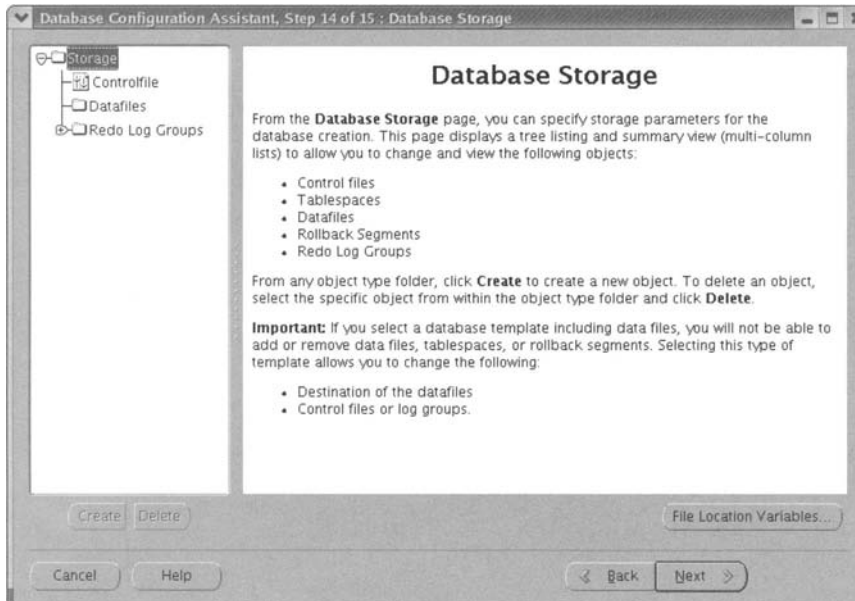 Database Configuration Assistant, Step 14 of 15 : Database Storage
Storage
Controlfile
Datafiles
Redo Log Groups
Database Storage
From the Database Storage page, you can specify storage parameters for the
database creation. This page displays a tree listing and summary view (multi-column
lists) to allow you to change and view the following objects:
• Control files
• Tablespaces
• Datafiles
• Rollback Segments
• Redo Log Groups
From any object type folder, click Create to create a new object. To delete an object,
select the specific object from within the object type folder and click Delete.
Important: If you select a database template including data files, you will not be able to
add or remove data files, tablespaces, or rollback segments. Selecting this type of
template allows you to change the following:
• Destination of the datafiles
• Control files or log groups.
Create Delete
File Location Variables...
Cancel Help Back Next